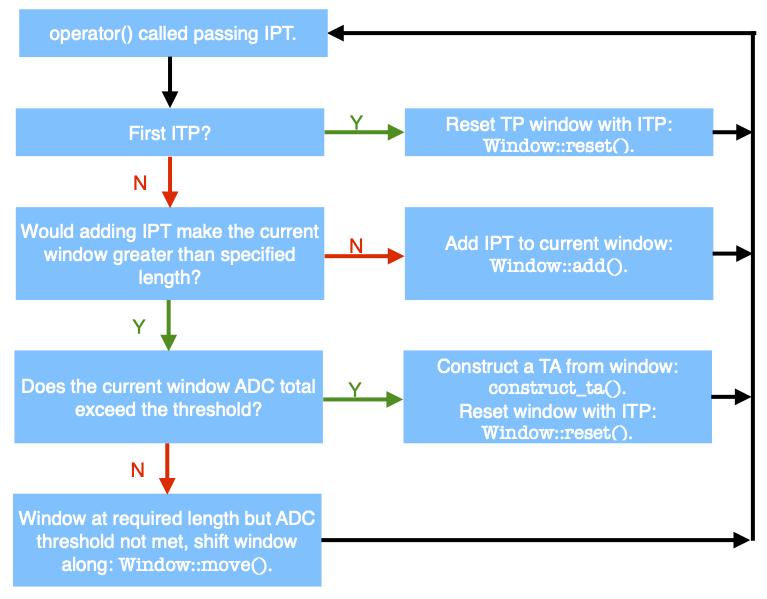 operator() called passing IPT.
First ITP?
Y
Reset TP window with ITP:
Window::reset().
N
Would adding IPT make the current
window greater than specified
length?
N
Add IPT to current window:
Window::add().
Y
Does the current window ADC total
exceed the threshold?
Y
Construct a TA from window:
construct_ta().
Reset window with ITP:
Window::reset().
N
Window at required length but ADC
threshold not met, shift window
along: Window::move().